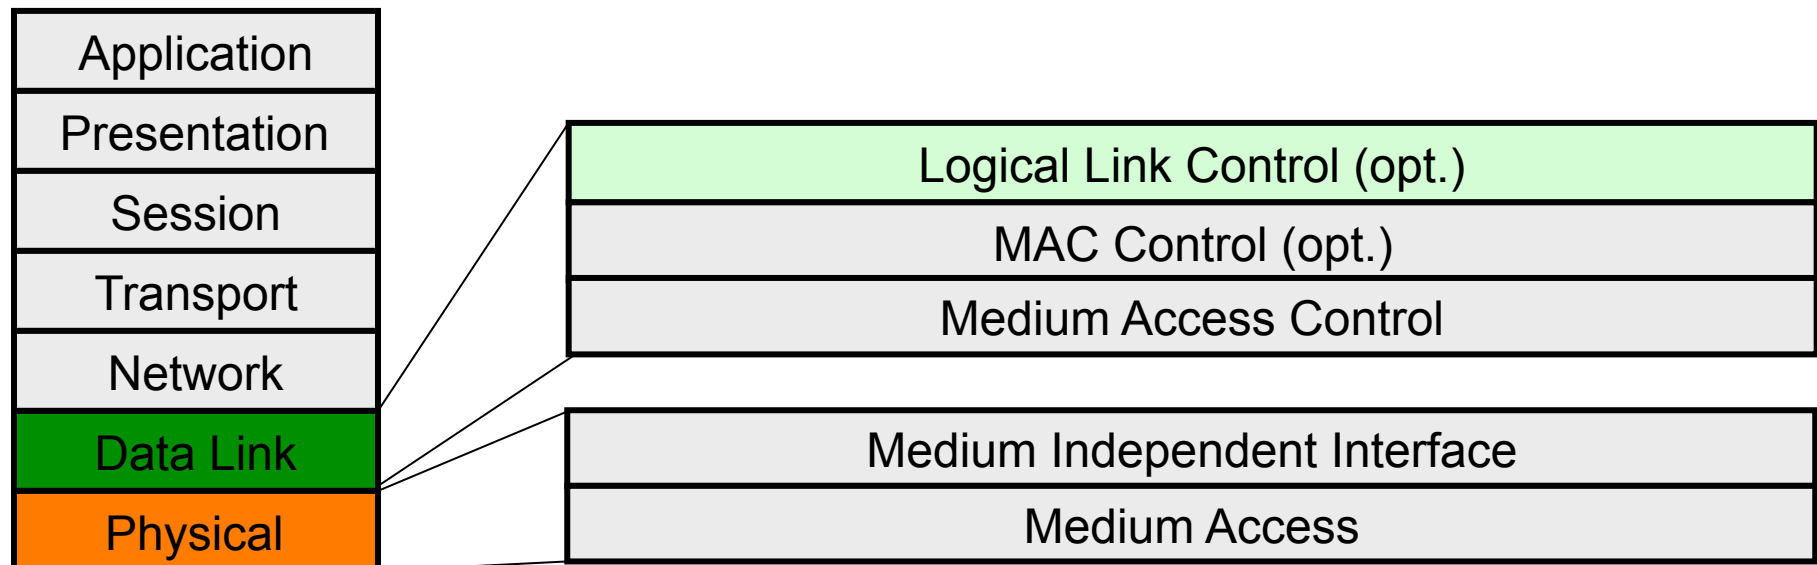 Application
Presentation
Session
Transport
Network
Data Link
Physical
Logical Link Control (opt.)
MAC Control (opt.)
Medium Access Control
Medium Independent Interface
Medium Access